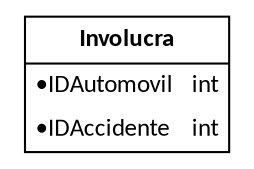 Involucra
•IDAutomovil int
•IDAccidente int